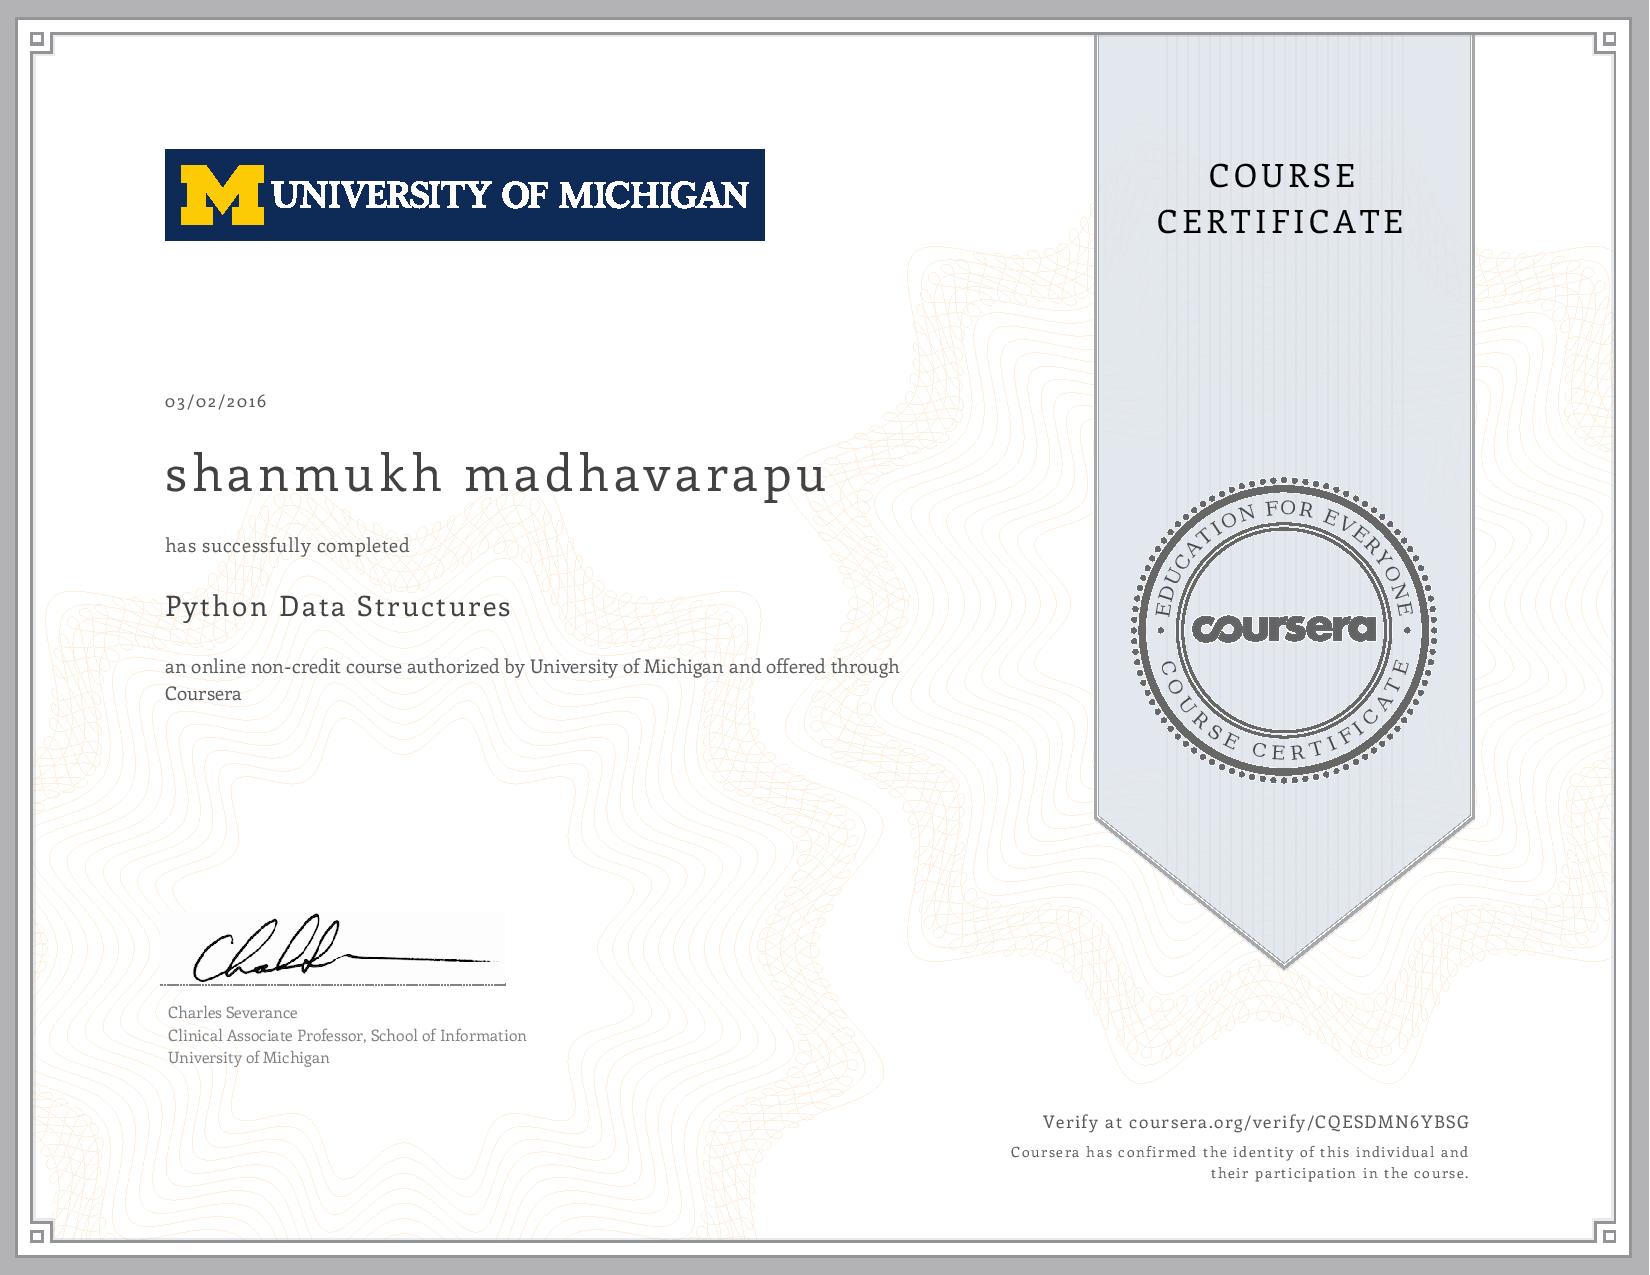 M UNIVERSITY OF MICHIGAN
COURSE
CERTIFICATE
03/02/2016
shanmukh madhavarapu
has successfully completed
Python Data Structures
an online non-credit course authorized by University of Michigan and offered through
Coursera
EDUCATION FOR EVERYONE
coursera
COURSE CERTIFICATE
Charles Severance
Clinical Associate Professor, School of Information
University of Michigan
Verify at coursera.org/verify/CQESDMN6YBSG
Coursera has confirmed the identity of this individual and
their participation in the course.